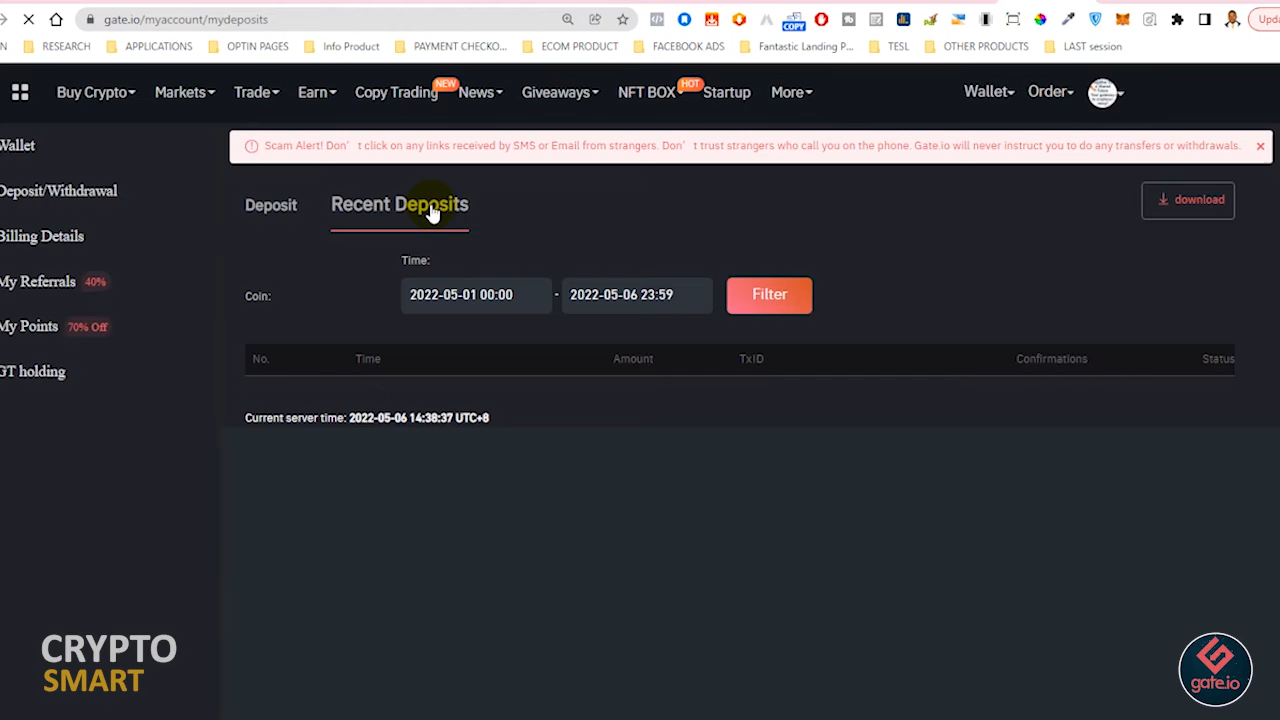 gate.io/myaccount/mydeposits
COPY
Upda
N
RESEARCH
APPLICATIONS
OPTIN PAGES
Info Product
PAYMENT CHECKO...
ECOM PRODUCT
FACEBOOK ADS
Fantastic Landing P...
TESL
OTHER PRODUCTS
LAST session
Buy Crypto
Markets
Trade
Earn
Copy Trading
NEW
News
Giveaways
NFT BOX
HOT
Startup
More
Wallet
Order
Wallet
Deposit/Withdrawal
Billing Details
My Referrals 40%
My Points 70% Off
GT holding
Scam Alert! Don't click on any links received by SMS or Email from strangers. Don't trust strangers who call you on the phone. Gate.io will never instruct you to do any transfers or withdrawals.
Deposit
Recent Deposits
download
Time:
Coin:
2022-05-01 00:00 - 2022-05-06 23:59
Filter
No. Time Amount TxID Confirmations Status
Current server time: 2022-05-06 14:38:37 UTC+8
CRYPTO
SMART
gate.io